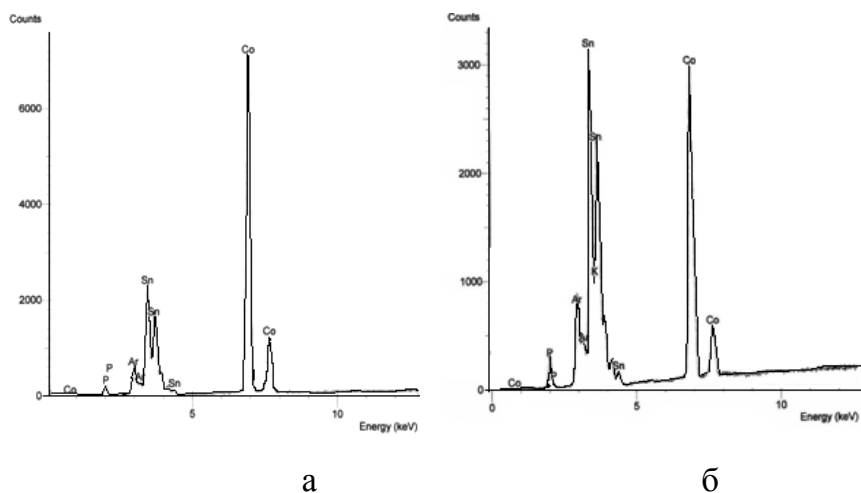 Counts
Co
6000
4000
2000
0
Sn
Sn
Ar
Ar
P
P
Co
Sn
Co
5
10
Energy (keV)
а
Counts
Sn
Co
3000
Sn
2000
K
1000
Ar
P
P
Co
Sn
Co
0
0
5
10
Energy (keV)
б